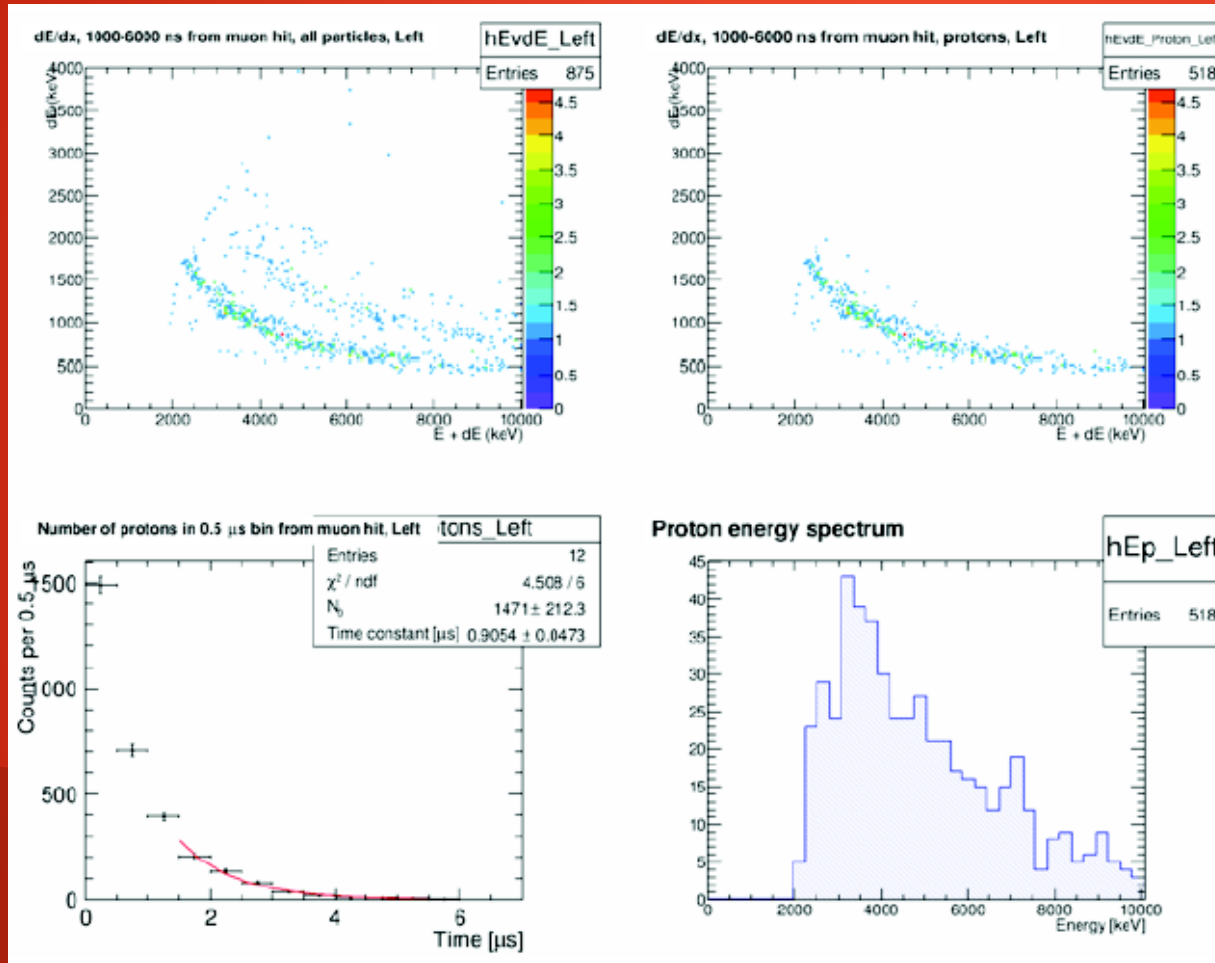 dE/dx, 1000-6000 ns from muon hit, all particles, Left
hEvdE_Left
Entries 875
dE(keV)
4000
3500
3000
2500
2000
1500
1000
500
0
0 2000 4000 6000 8000 10000
E + dE (keV)
4.5
4
3.5
3
2.5
2
1.5
1
0.5
0
dE/dx, 1000-6000 ns from muon hit, protons, Left
hEvdE_Proton_Left
Entries 518
dE(keV)
4000
3500
3000
2500
2000
1500
1000
500
0
0 2000 4000 6000 8000 10000
E + dE (keV)
4.5
4
3.5
3
2.5
2
1.5
1
0.5
0
Number of protons in 0.5 μs bin from muon hit, Left
tons_Left
Entries 12
χ² / ndf 4.508 / 6
N₀ 1471 ± 212.3
Time constant [μs] 0.9054 ± 0.0473
Counts per 0.5 μs
1500
1000
500
0
0 2 4 6
Time [μs]
Proton energy spectrum
hEp_Left
Entries 518
45
40
35
30
25
20
15
10
5
0
0 2000 4000 6000 8000 10000
Energy [keV]